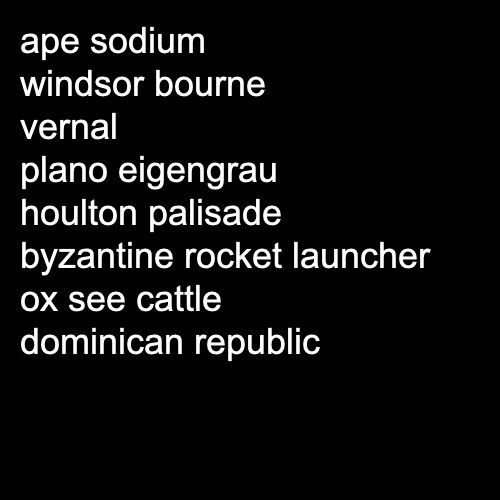 ape sodium
windsor bourne
vernal
plano eigengrau
houlton palisade
byzantine rocket launcher
ox see cattle
dominican republic